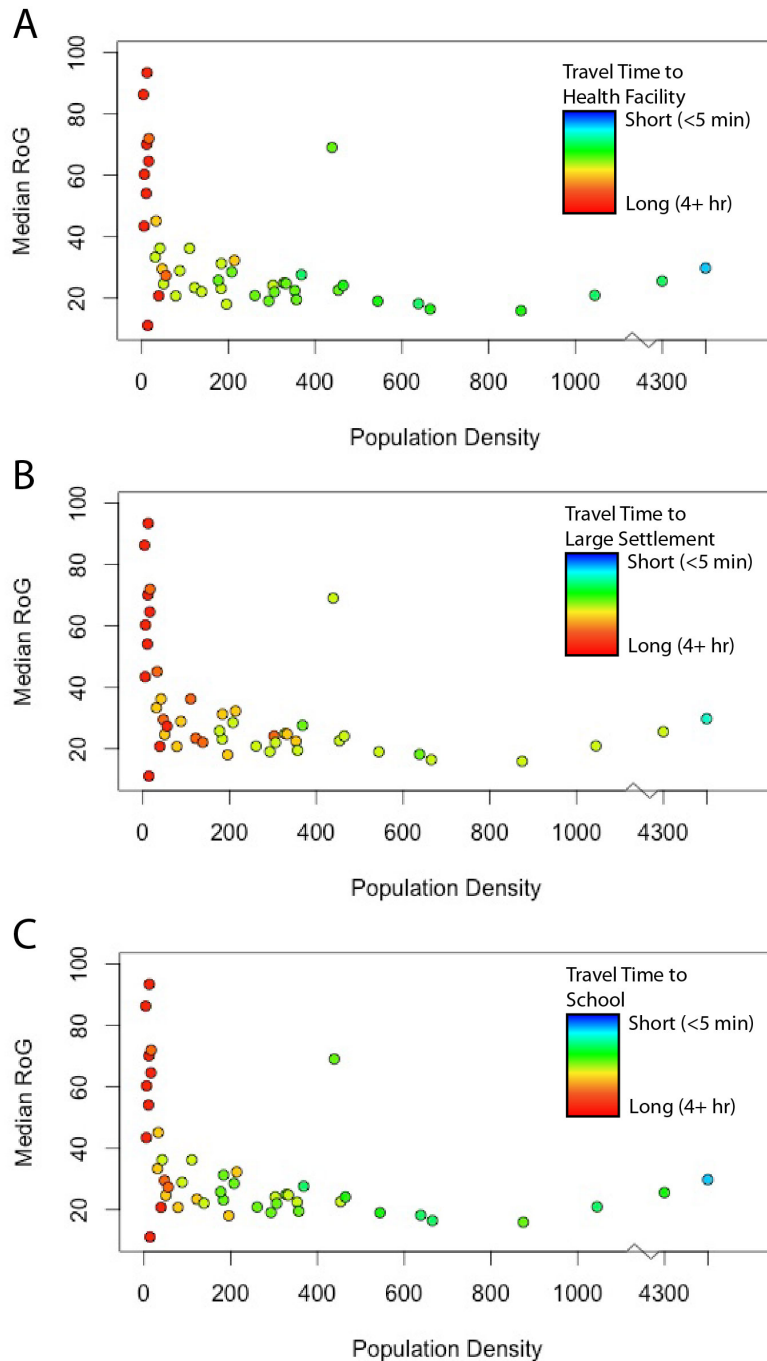 A
100
80
60
40
20
Median RoG
Travel Time to
Health Facility
Short (<5 min)
Long (4+ hr)
0 200 400 600 800 1000 4300
Population Density
B
100
80
60
40
20
Median RoG
Travel Time to
Large Settlement
Short (<5 min)
Long (4+ hr)
0 200 400 600 800 1000 4300
Population Density
C
100
80
60
40
20
Median RoG
Travel Time to
School
Short (<5 min)
Long (4+ hr)
0 200 400 600 800 1000 4300
Population Density